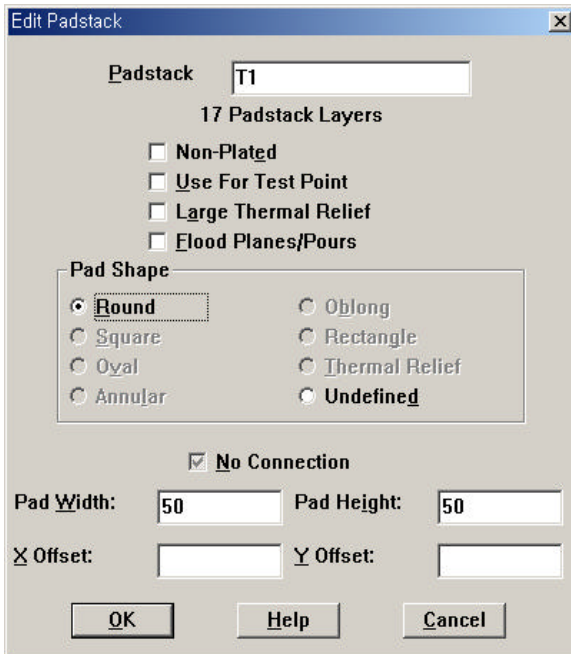 Edit Padstack
Padstack T1
17 Padstack Layers
Non-Plated
Use For Test Point
Large Thermal Relief
Flood Planes/Pours
Pad Shape
Round Oblong
Square Rectangle
Oval Thermal Relief
Annular Undefined
No Connection
Pad Width: 50 Pad Height: 50
X Offset: Y Offset:
OK Help Cancel